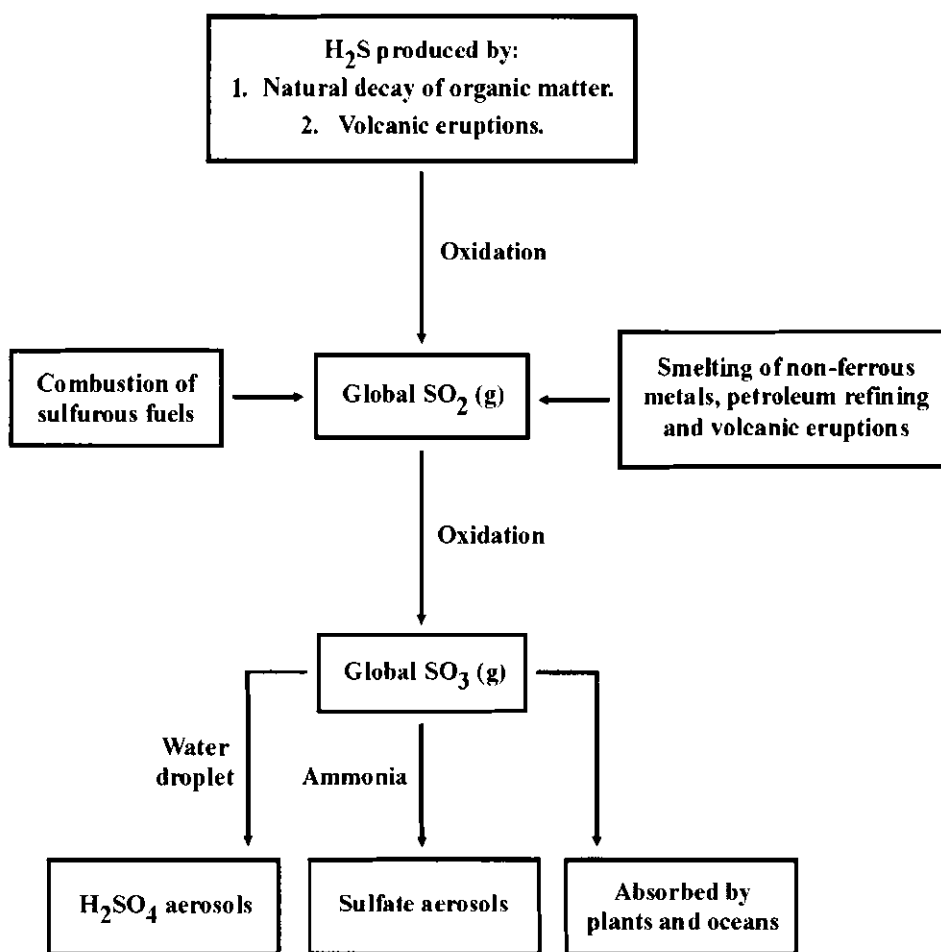 H₂S produced by:
1. Natural decay of organic matter.
2. Volcanic eruptions.
Oxidation
Combustion of
sulfurous fuels
Global SO₂ (g)
Smelting of non-ferrous
metals, petroleum refining
and volcanic eruptions
Oxidation
Global SO₃ (g)
Water
droplet
Ammonia
H₂SO₄ aerosols
Sulfate aerosols
Absorbed by
plants and oceans